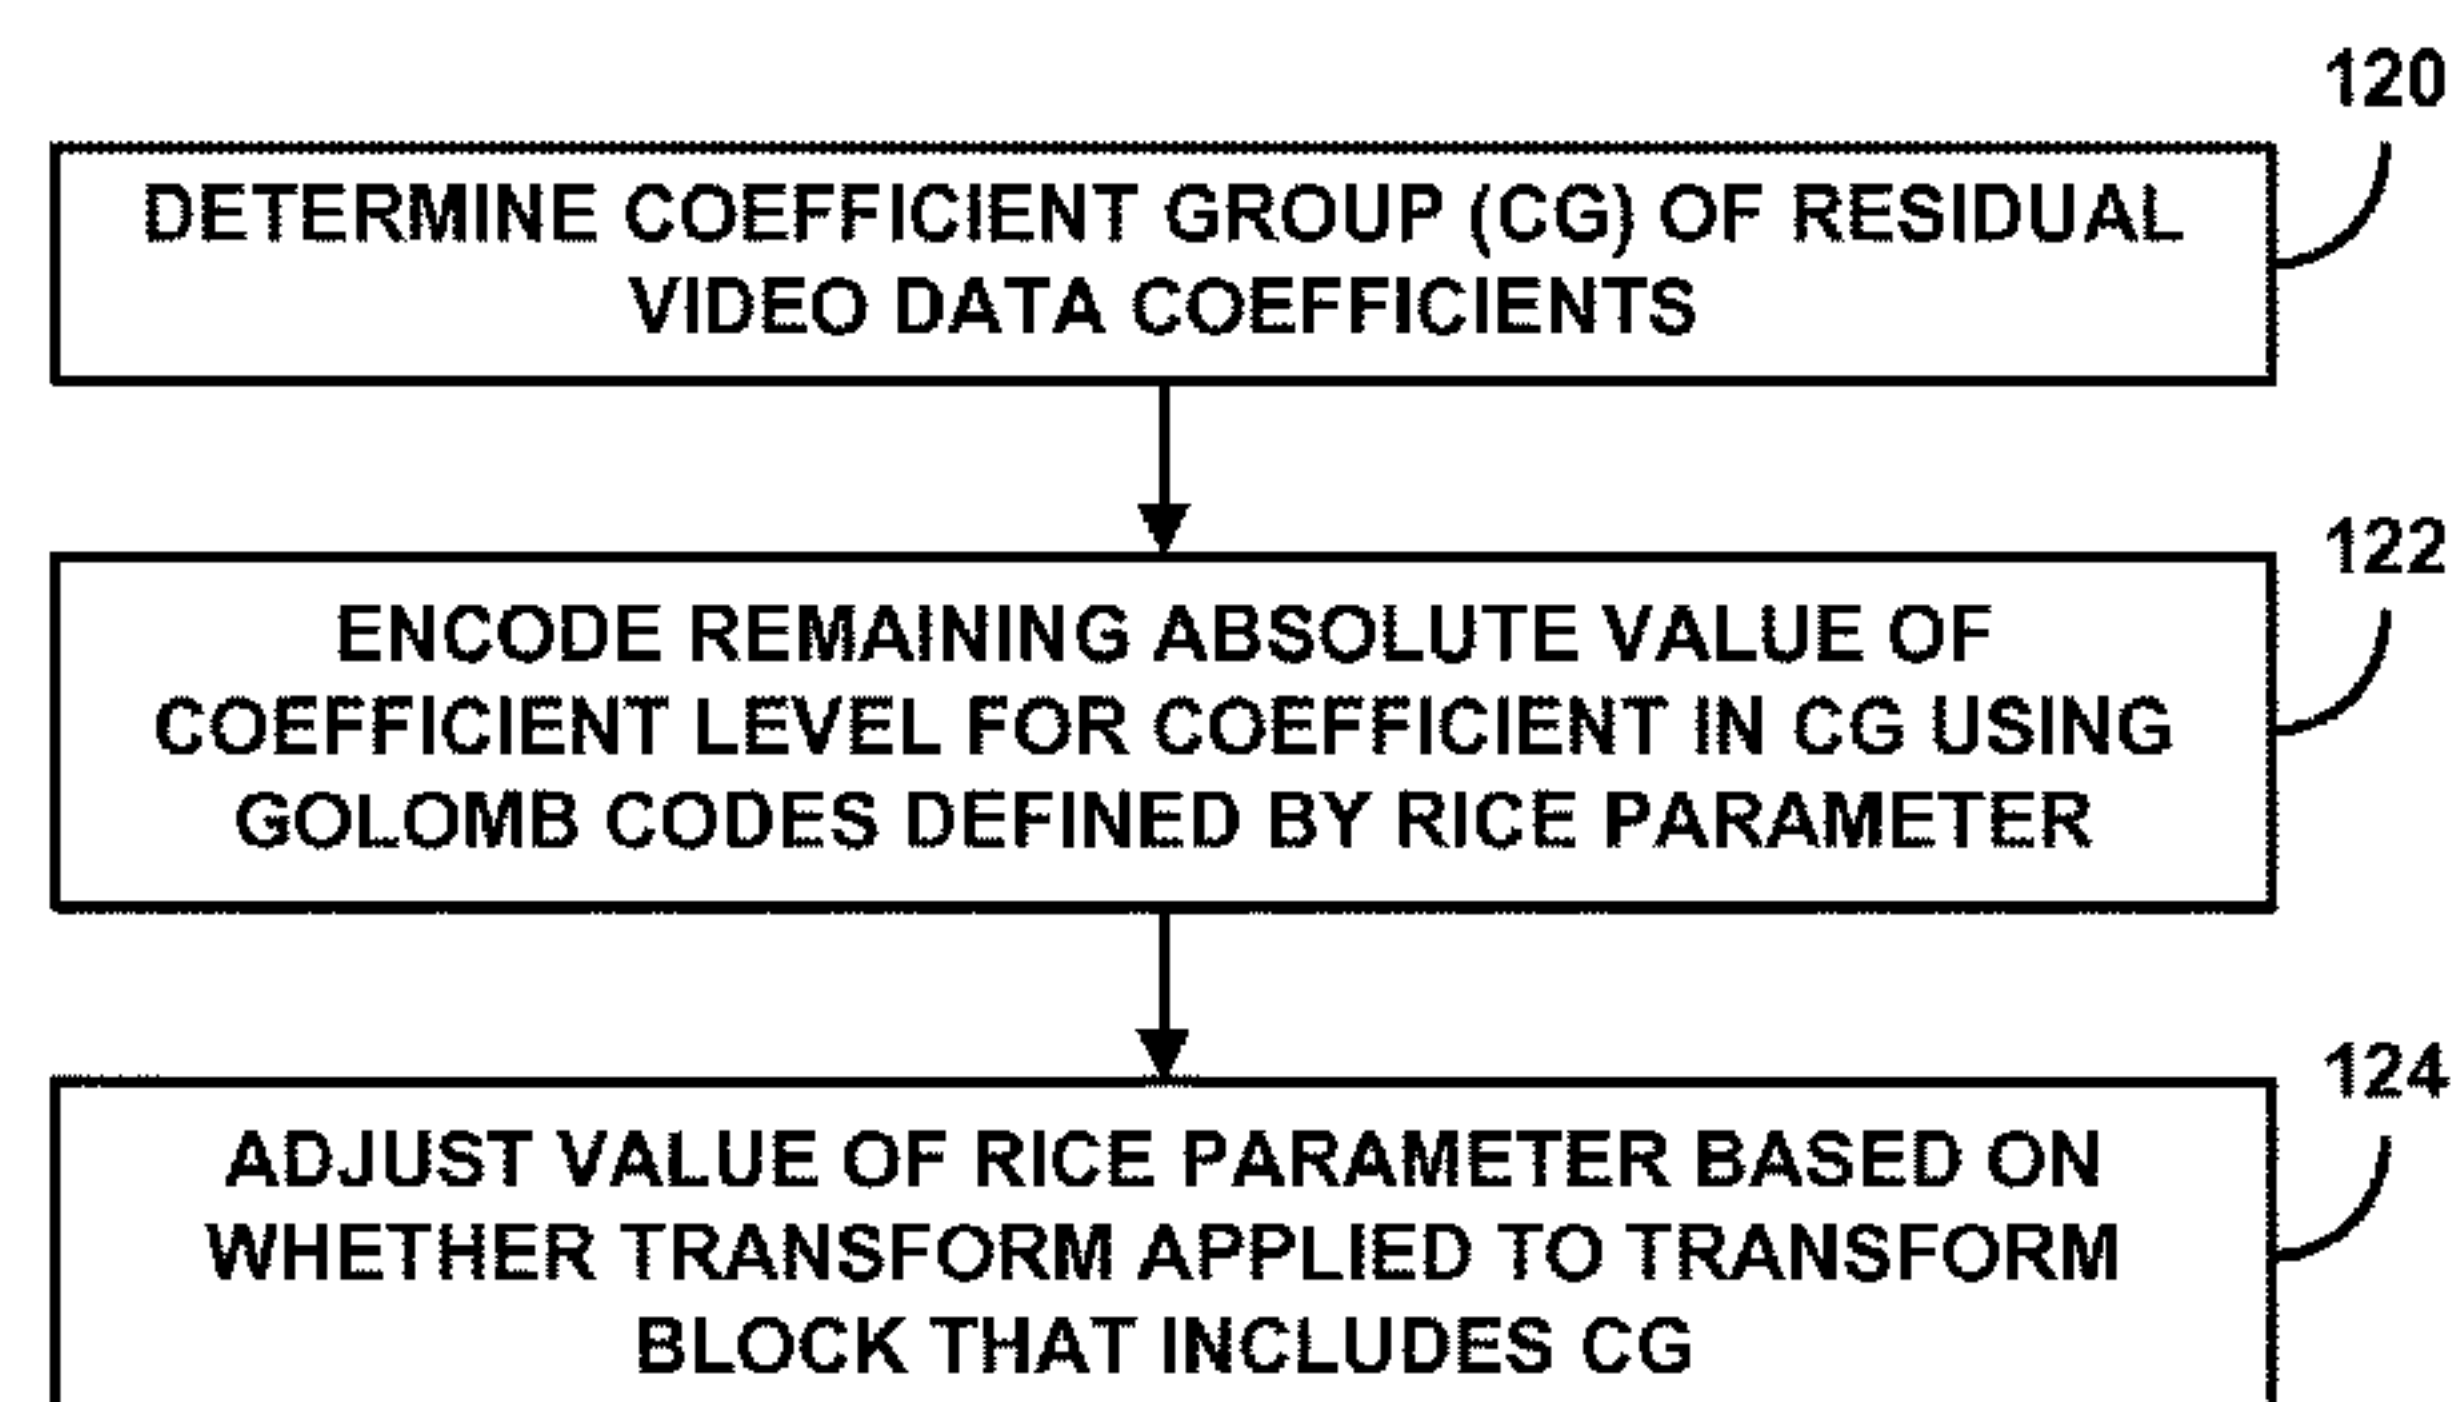 120
DETERMINE COEFFICIENT GROUP (CG) OF RESIDUAL
VIDEO DATA COEFFICIENTS
122
ENCODE REMAINING ABSOLUTE VALUE OF
COEFFICIENT LEVEL FOR COEFFICIENT IN CG USING
GOLOMB CODES DEFINED BY RICE PARAMETER
124
ADJUST VALUE OF RICE PARAMETER BASED ON
WHETHER TRANSFORM APPLIED TO TRANSFORM
BLOCK THAT INCLUDES CG